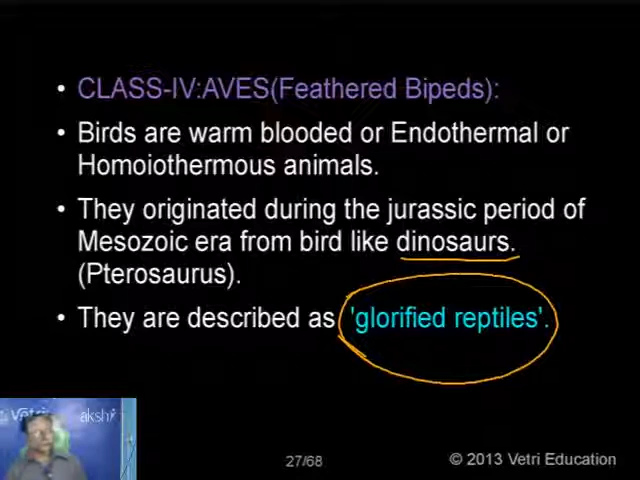 • CLASS-IV:AVES(Feathered Bipeds):
• Birds are warm blooded or Endothermal or
Homoiothermous animals.
• They originated during the jurassic period of
Mesozoic era from bird like dinosaurs.
(Pterosaurus).
• They are described as 'glorified reptiles'.
Vetri akshi
27/68
© 2013 Vetri Education